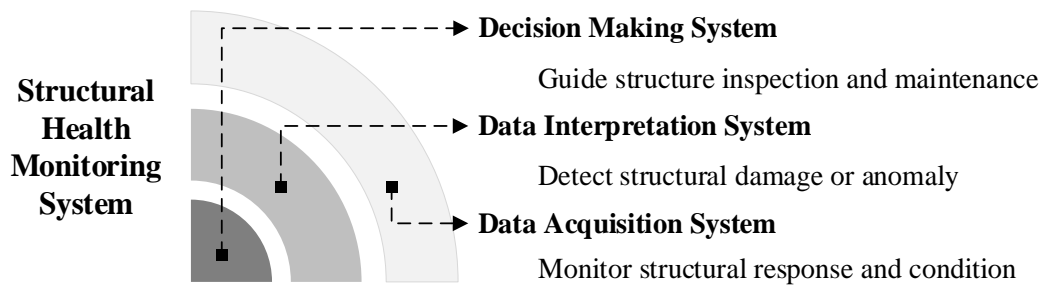 Structural
Health
Monitoring
System
Decision Making System
Guide structure inspection and maintenance
Data Interpretation System
Detect structural damage or anomaly
Data Acquisition System
Monitor structural response and condition